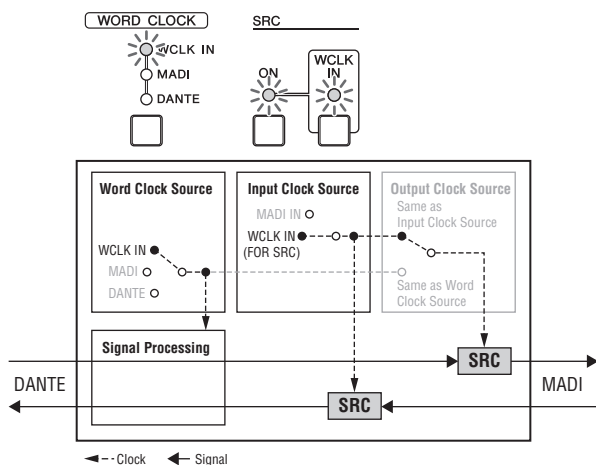 WORD CLOCK
WCLK IN
MADI
DANTE
SRC
ON
WCLK
IN
Word Clock Source
WCLK IN
MADI
DANTE
Input Clock Source
MADI IN
WCLK IN
(FOR SRC)
Output Clock Source
Same as
Input Clock Source
Same as Word
Clock Source
Signal Processing
SRC
DANTE
MADI
SRC
Clock
Signal